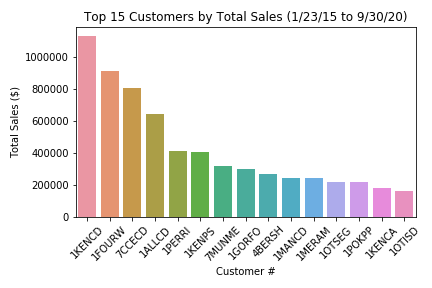 Top 15 Customers by Total Sales (1/23/15 to 9/30/20)
Total Sales ($)
1000000
800000
600000
400000
200000
0
1KENCD
1FOURW
7CCECD
1ALLCD
1PERRI
1KENPS
7MUNME
1GORFO
4BERSH
1MANCD
1MERAM
1OTSEG
1POKPP
1KENCA
1OTISD
Customer #